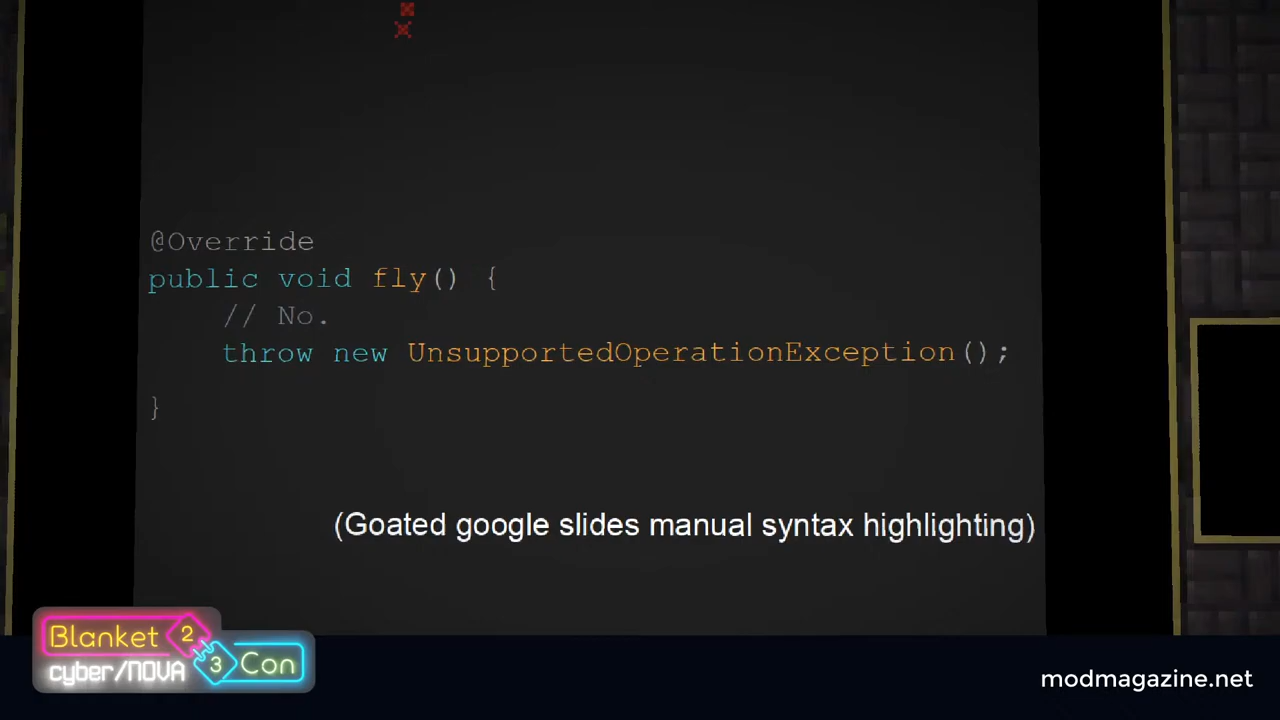 @Override
public void fly() {
    // No.
    throw new UnsupportedOperationException();
}
(Goated google slides manual syntax highlighting)
Blanket 2
cyber/NOVA 3 Con
modmagazine.net